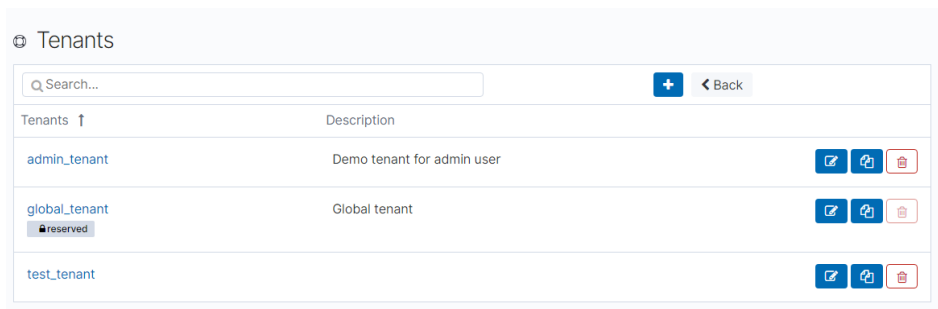 Tenants
Search...
Back
Tenants Description
admin_tenant Demo tenant for admin user
global_tenant Global tenant
reserved
test_tenant